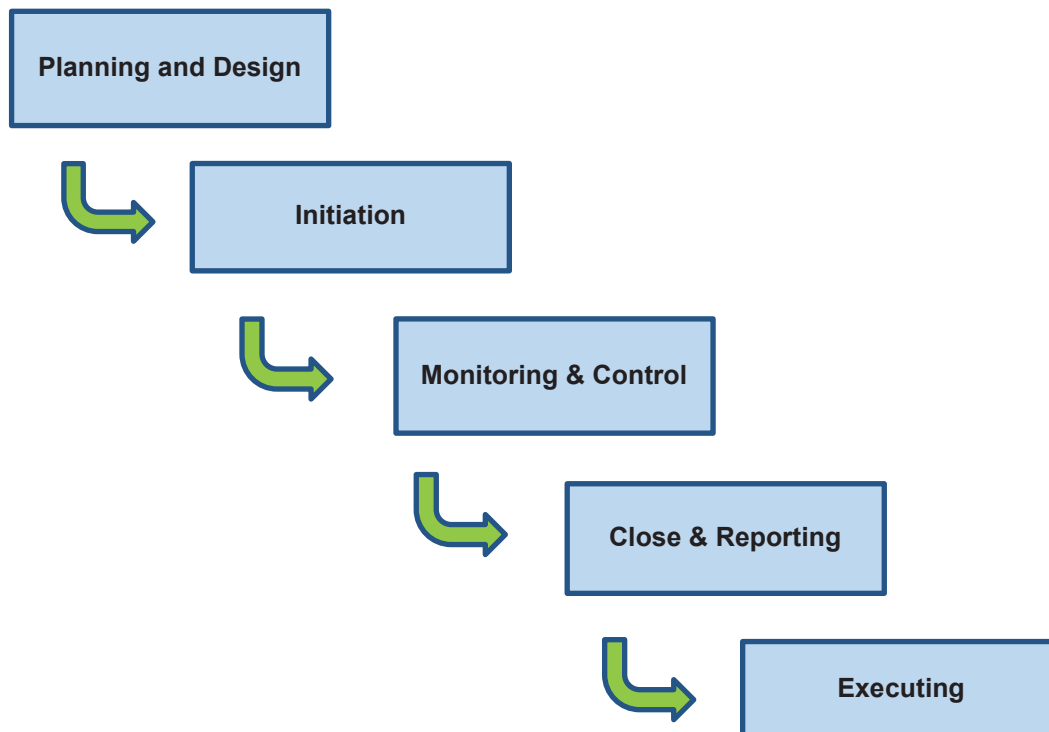 Planning and Design
Initiation
Monitoring & Control
Close & Reporting
Executing